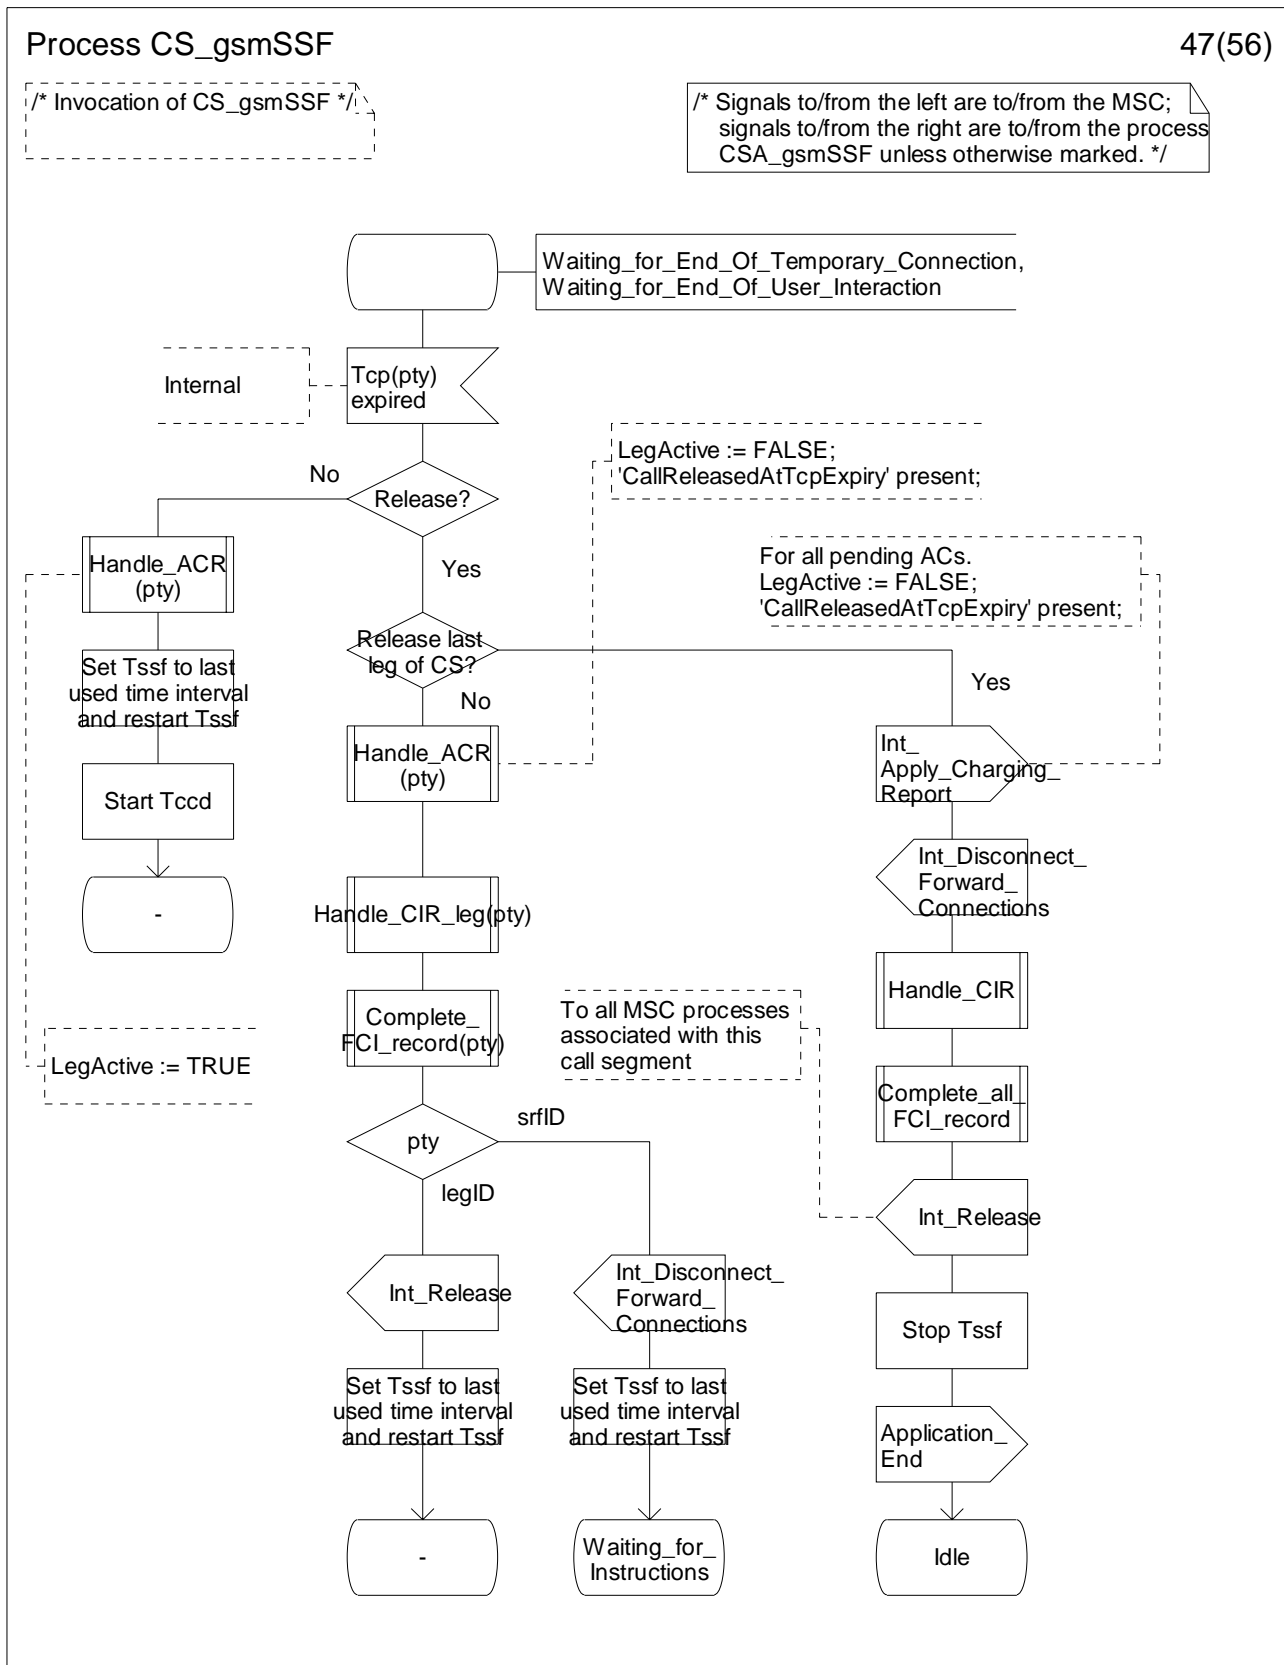 Process CS_gsmSSF
47(56)
/* Invocation of CS_gsmSSF */
/* Signals to/from the left are to/from the MSC;
signals to/from the right are to/from the process
CSA_gsmSSF unless otherwise marked. */
Waiting_for_End_Of_Temporary_Connection,
Waiting_for_End_Of_User_Interaction
Internal
Tcp(pty)
expired
LegActive := FALSE;
'CallReleasedAtTcpExpiry' present;
No
Release?
Yes
Handle_ACR
(pty)
For all pending ACs.
LegActive := FALSE;
'CallReleasedAtTcpExpiry' present;
Release last
leg of CS?
Yes
No
Set Tssf to last
used time interval
and restart Tssf
Handle_ACR
(pty)
Int_
Apply_Charging_
Report
Start Tccd
Int_Disconnect_
Forward_
Connections
-
Handle_CIR_leg(pty)
Handle_CIR
Complete_
FCI_record(pty)
To all MSC processes
associated with this
call segment
LegActive := TRUE
Complete_all_
FCI_record
srfID
pty
legID
Int_Release
Int_Release
Int_Disconnect_
Forward_
Connections
Stop Tssf
Set Tssf to last
used time interval
and restart Tssf
Set Tssf to last
used time interval
and restart Tssf
Application_
End
-
Waiting_for_
Instructions
Idle